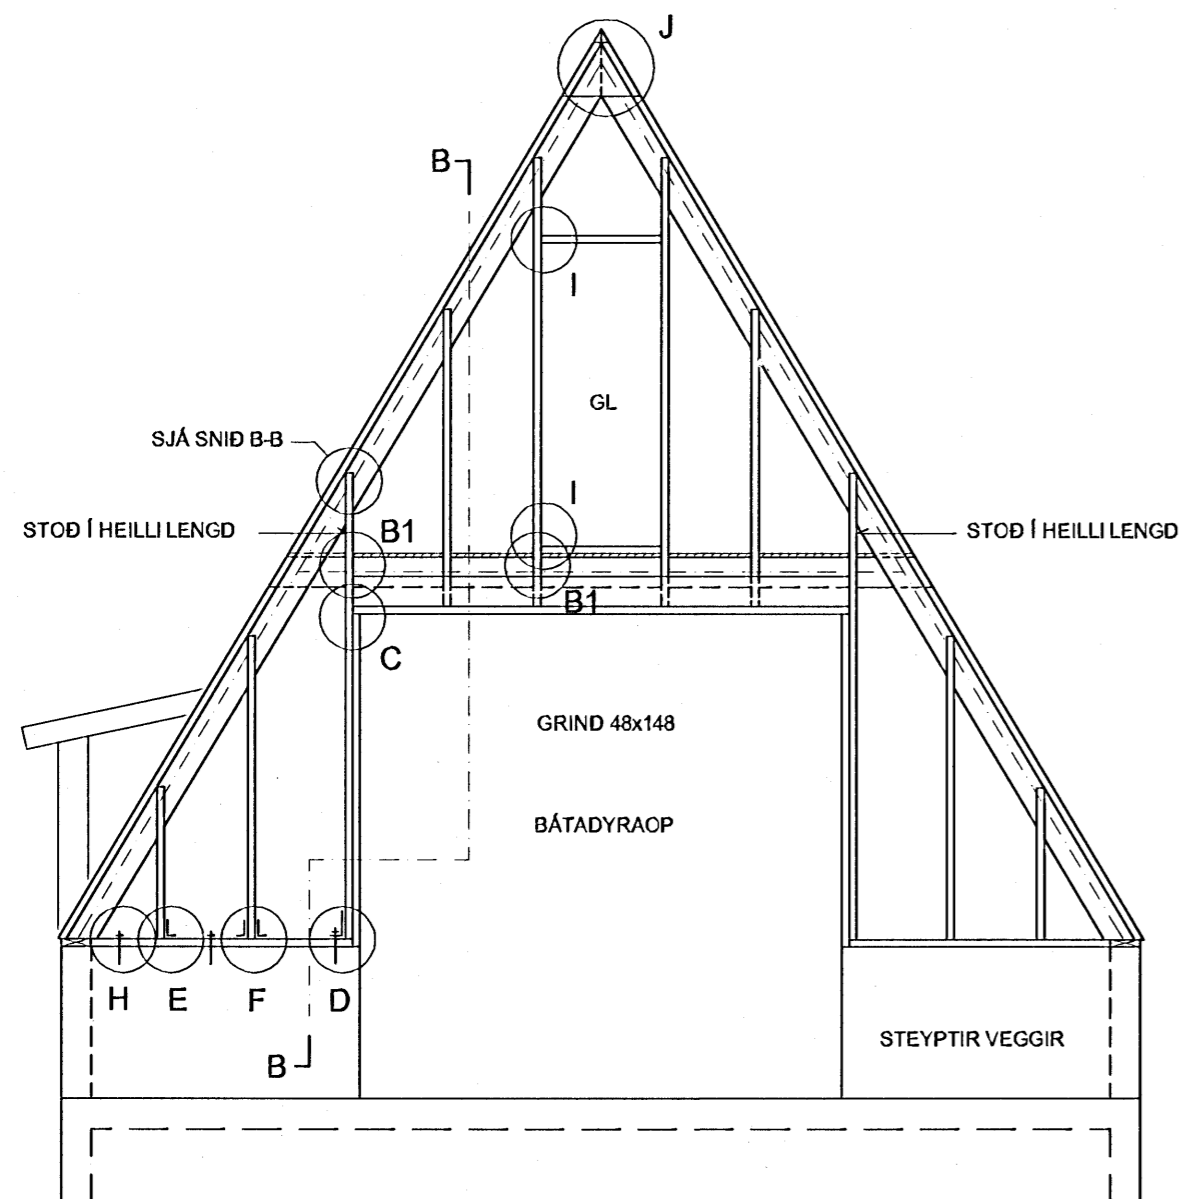 J
B
I
GL
SJÁ SNIÐ B-B
I
STOÐ Í HEILLI LENGD
B1
STOÐ Í HEILLI LENGD
B1
C
GRIND 48x148
BÁTADYRAOP
H
E
F
D
STEYPTIR VEGGIR
B